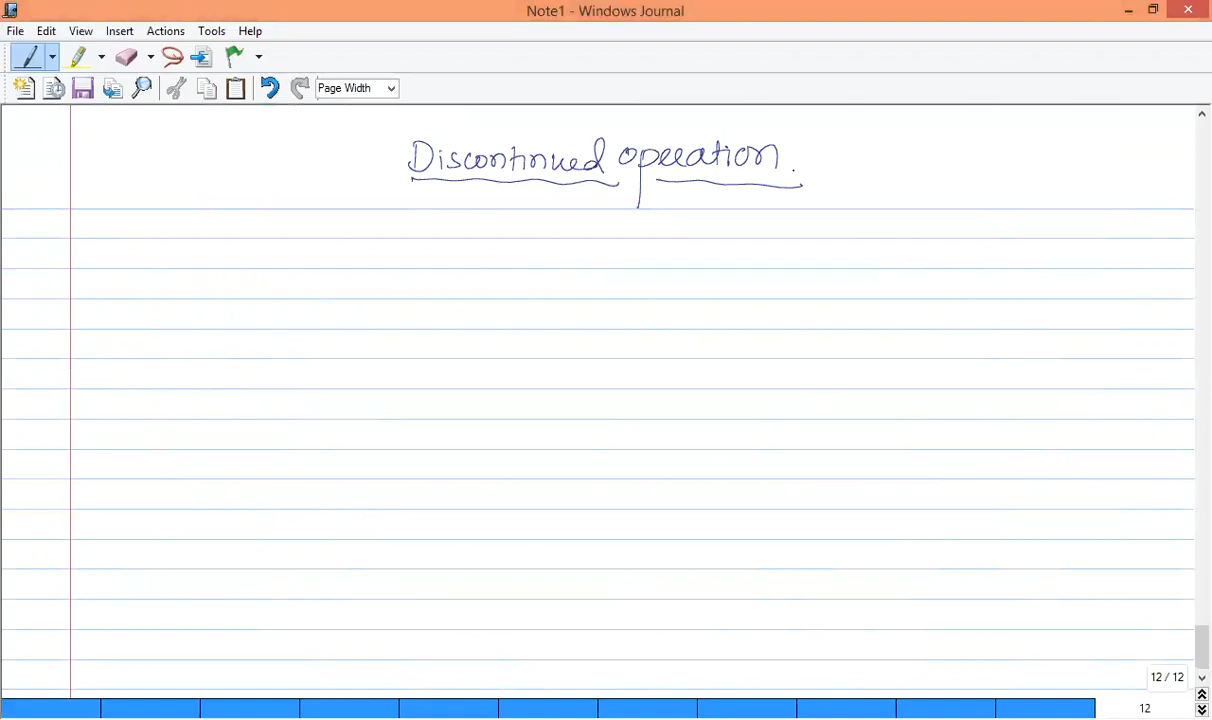 Note1 - Windows Journal
File Edit View Insert Actions Tools Help
Page Width
Discontinued operation.
12 / 12
12